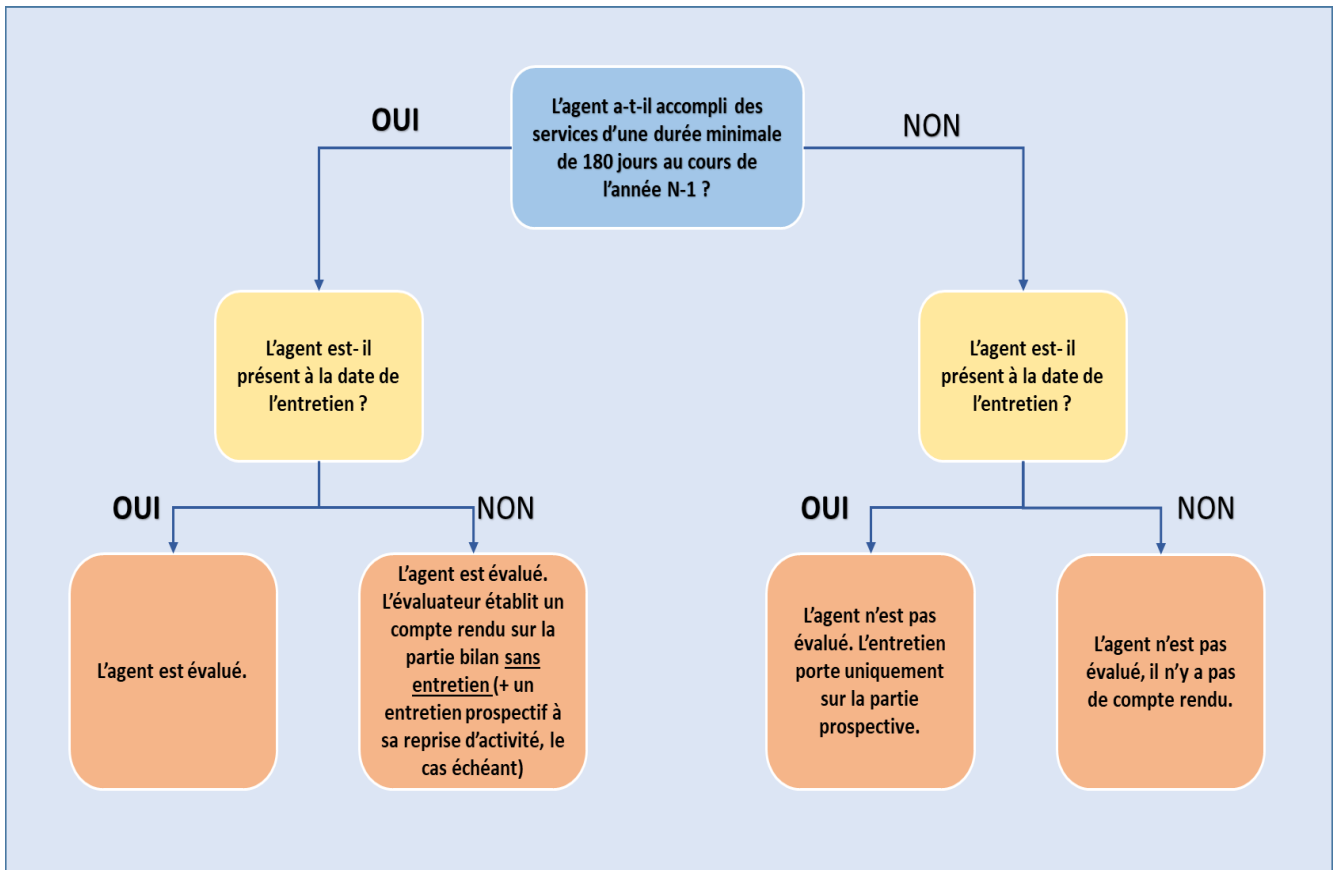 L'agent a-t-il accompli des
services d'une durée minimale
de 180 jours au cours de
l'année N-1 ?
OUI
NON
L'agent est- il
présent à la date de
l'entretien ?
L'agent est- il
présent à la date de
l'entretien ?
OUI
NON
OUI
NON
L'agent est évalué.
L'agent est évalué.
L'évaluateur établit un
compte rendu sur la
partie bilan sans
entretien (+ un
entretien prospectif à
sa reprise d'activité, le
cas échéant)
L'agent n'est pas
évalué. L'entretien
porte uniquement
sur la partie
prospective.
L'agent n'est pas
évalué, il n'y a pas
de compte rendu.